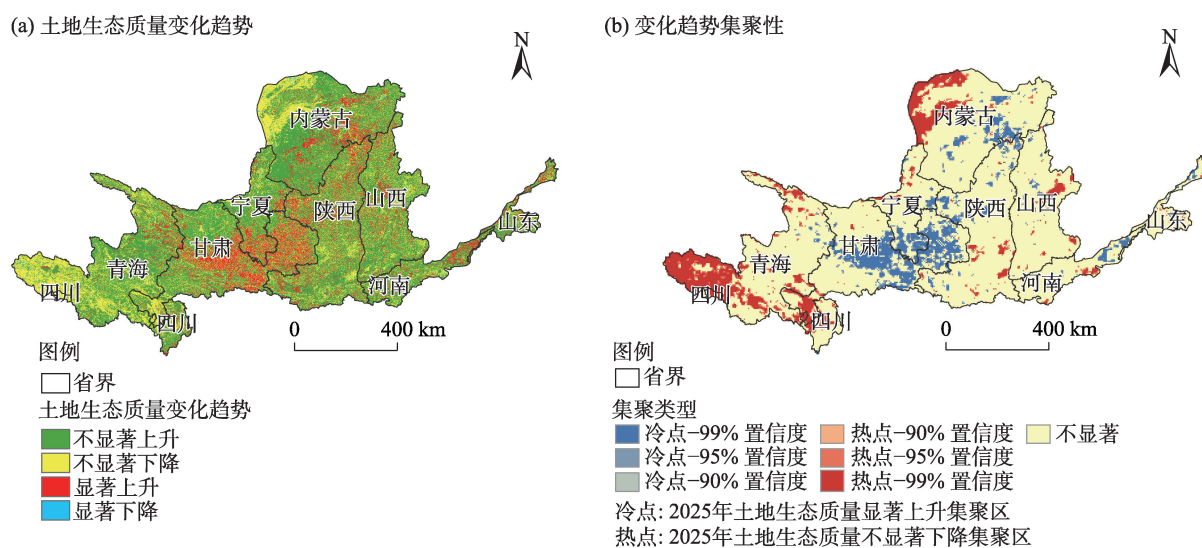 (a) 土地生态质量变化趋势
N
内蒙古
宁夏
陕西
山西
山东
甘肃
青海
河南
四川
四川
0 400 km
图例
省界
土地生态质量变化趋势
不显著上升
不显著下降
显著上升
显著下降
(b) 变化趋势集聚性
N
内蒙古
宁夏
陕西
山西
山东
甘肃
青海
河南
四川
四川
0 400 km
图例
省界
集聚类型
冷点–99% 置信度 热点–90% 置信度 不显著
冷点–95% 置信度 热点–95% 置信度
冷点–90% 置信度 热点–99% 置信度
冷点: 2025年土地生态质量显著上升集聚区
热点: 2025年土地生态质量不显著下降集聚区